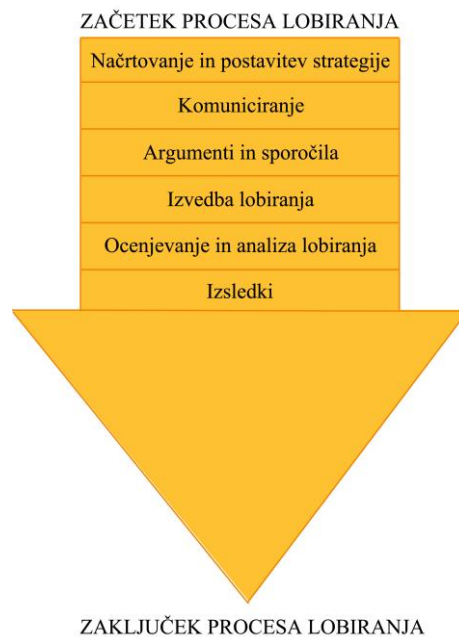 ZAČETEK PROCESA LOBIRANJA
Načrtovanje in postavitev strategije
Komuniciranje
Argumenti in sporočila
Izvedba lobiranja
Ocenjevanje in analiza lobiranja
Izsledki
ZAKLJUČEK PROCESA LOBIRANJA